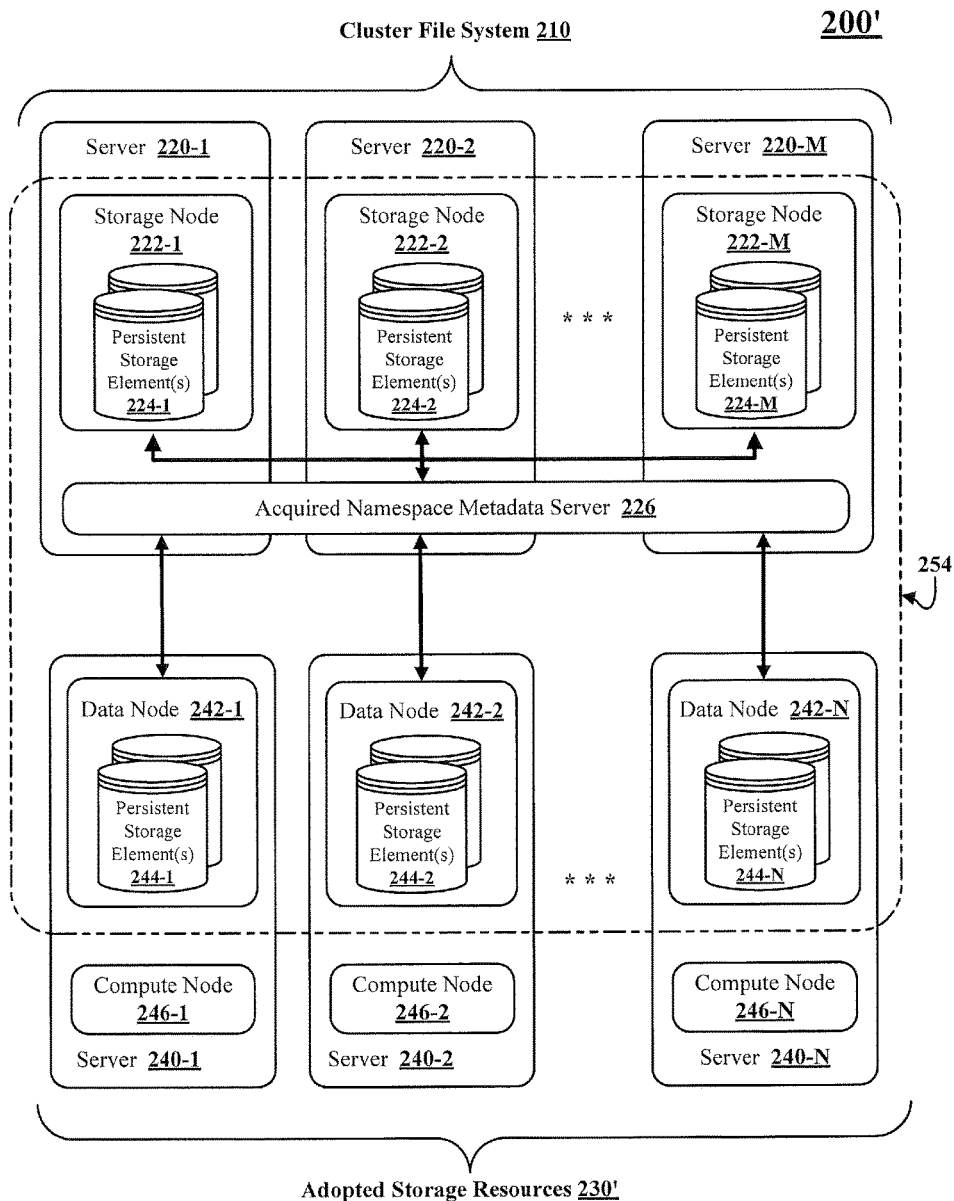 200'
Cluster File System 210
Server 220-1
Server 220-2
Server 220-M
Storage Node
222-1
Storage Node
222-2
Storage Node
222-M
Persistent
Storage
Element(s)
224-1
Persistent
Storage
Element(s)
224-2
* * *
Persistent
Storage
Element(s)
224-M
Acquired Namespace Metadata Server 226
254
Data Node 242-1
Data Node 242-2
Data Node 242-N
Persistent
Storage
Element(s)
244-1
Persistent
Storage
Element(s)
244-2
* * *
Persistent
Storage
Element(s)
244-N
Compute Node
246-1
Compute Node
246-2
Compute Node
246-N
Server 240-1
Server 240-2
Server 240-N
Adopted Storage Resources 230'